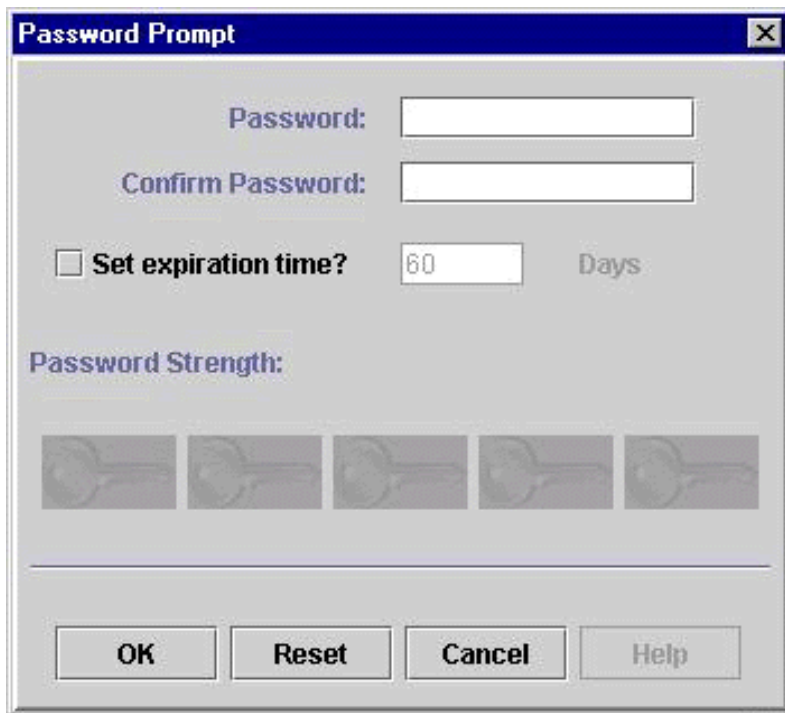 Password Prompt
Password:
Confirm Password:
Set expiration time? 60 Days
Password Strength:
OK Reset Cancel Help